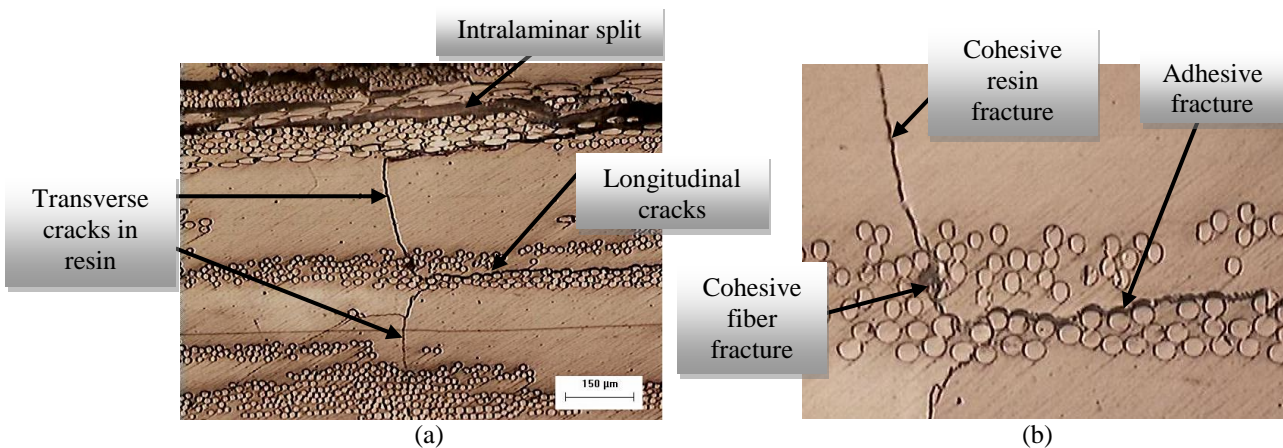 Intralaminar split
Transverse
cracks in
resin
Longitudinal
cracks
150 µm
(a)
Cohesive
resin
fracture
Adhesive
fracture
Cohesive
fiber
fracture
(b)